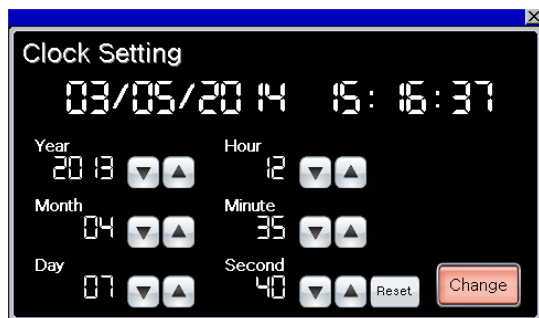 Clock Setting
03/05/2014 15:16:37
Year
2013
Hour
12
Month
04
Minute
35
Day
07
Second
40
Reset
Change